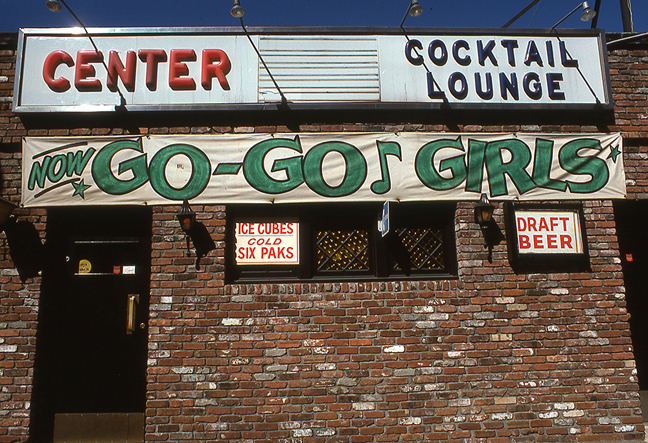 CENTER
COCKTAIL
LOUNGE
NOW GO-GO GIRLS
ICE CUBES
COLD
SIX PAKS
DRAFT
BEER